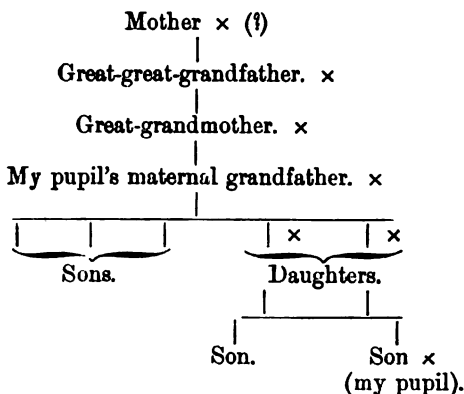 Mother × (?)
Great-great-grandfather. ×
Great-grandmother. ×
My pupil's maternal grandfather. ×
× ×
Sons. Daughters.
Son. Son ×
(my pupil).